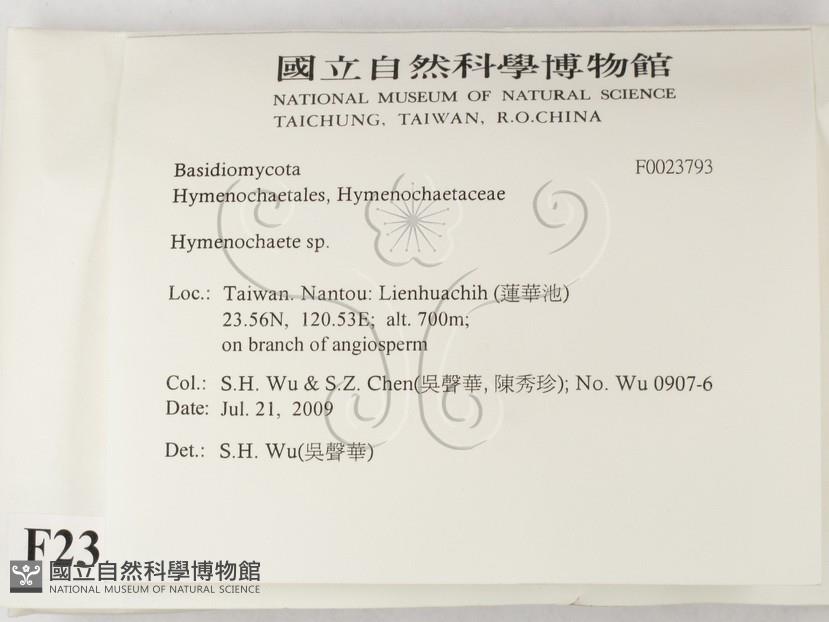 國立自然科學博物館
NATIONAL MUSEUM OF NATURAL SCIENCE
TAICHUNG, TAIWAN, R.O.CHINA
Basidiomycota F0023793
Hymenochaetales, Hymenochaetaceae
Hymenochaete sp.
Loc.: Taiwan. Nantou: Lienhuachih (蓮華池)
23.56N, 120.53E; alt. 700m;
on branch of angiosperm
Col.: S.H. Wu & S.Z. Chen(吳聲華, 陳秀珍); No. Wu 0907-6
Date: Jul. 21, 2009
Det.: S.H. Wu(吳聲華)
F23
國立自然科學博物館
NATIONAL MUSEUM OF NATURAL SCIENCE